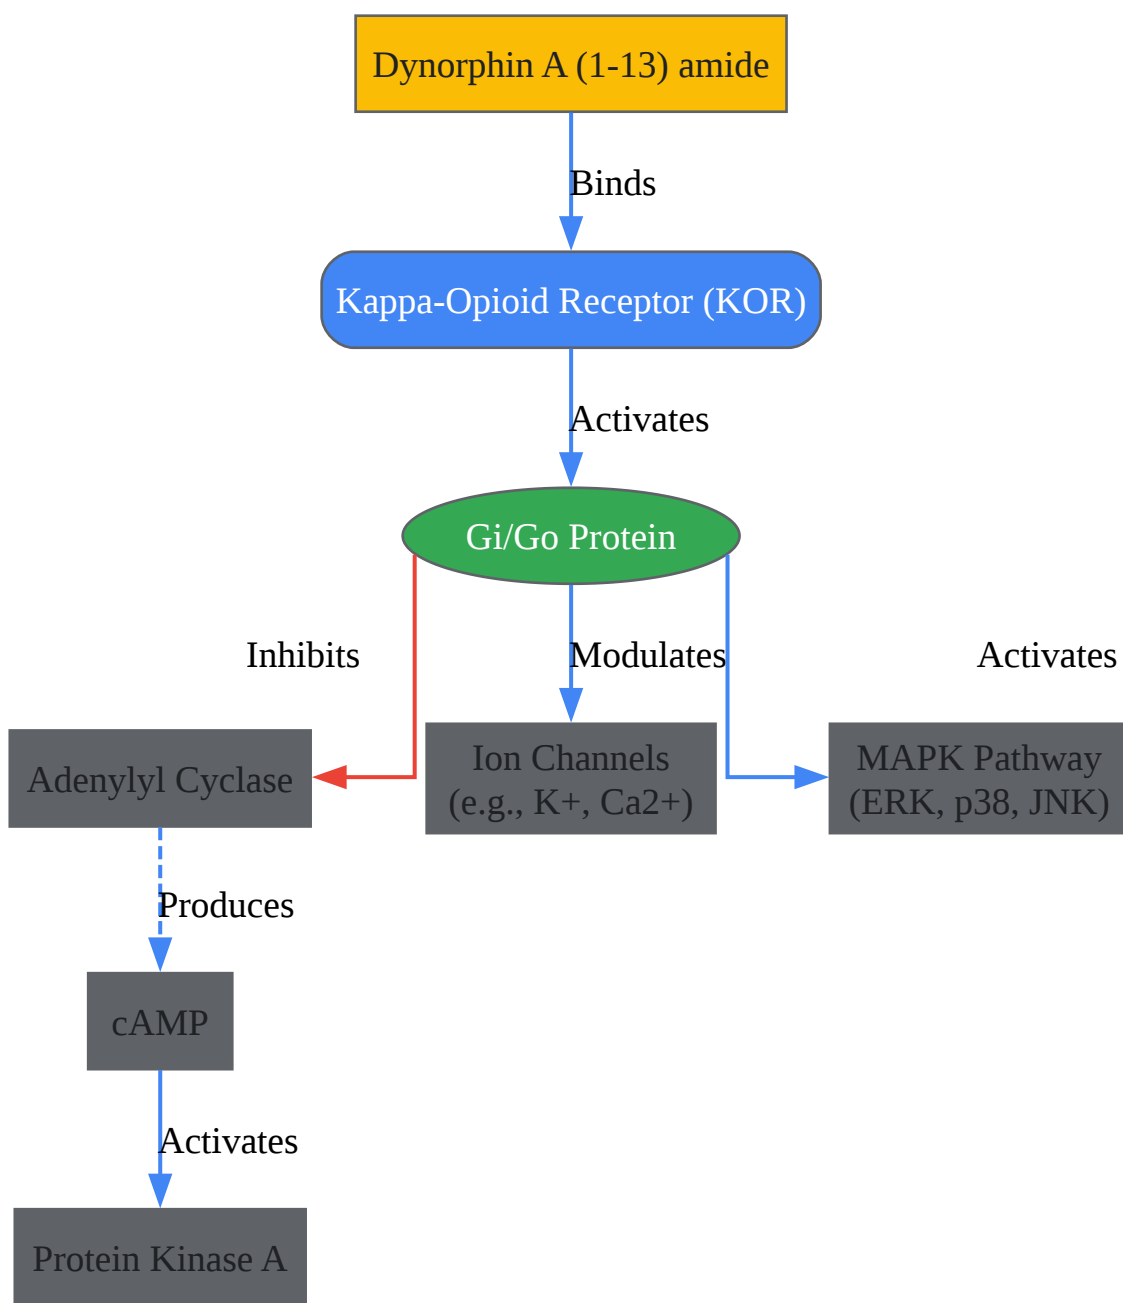 Dynorphin A (1-13) amide
Binds
Kappa-Opioid Receptor (KOR)
Activates
Gi/Go Protein
Inhibits
Modulates
Activates
Adenylyl Cyclase
Ion Channels
(e.g., K+, Ca2+)
MAPK Pathway
(ERK, p38, JNK)
Produces
cAMP
Activates
Protein Kinase A